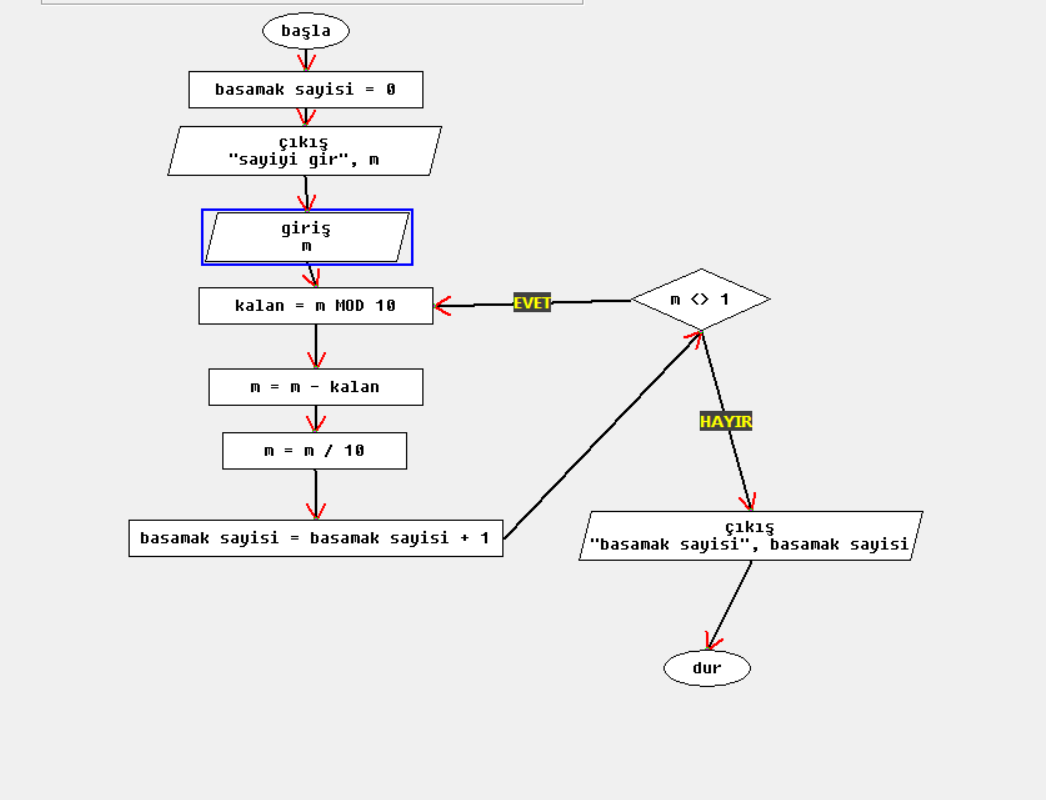 başla
basamak sayisi = 0
çıkış
"sayiyi gir", m
giriş
m
kalan = m MOD 10
m = m - kalan
m = m / 10
basamak sayisi = basamak sayisi + 1
m <> 1
EVET
HAYIR
çıkış
"basamak sayisi", basamak sayisi
dur